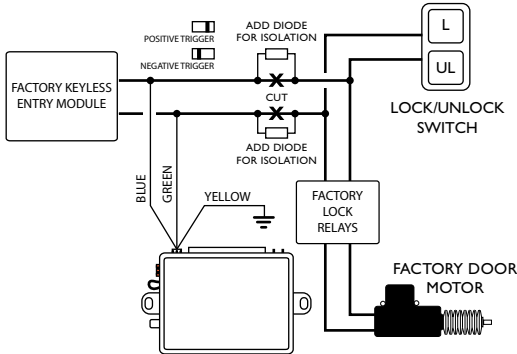 POSITIVE TRIGGER
NEGATIVE TRIGGER
ADD DIODE
FOR ISOLATION
L
UL
FACTORY KEYLESS
ENTRY MODULE
CUT
LOCK/UNLOCK
SWITCH
ADD DIODE
FOR ISOLATION
BLUE
GREEN
YELLOW
FACTORY
LOCK
RELAYS
FACTORY DOOR
MOTOR